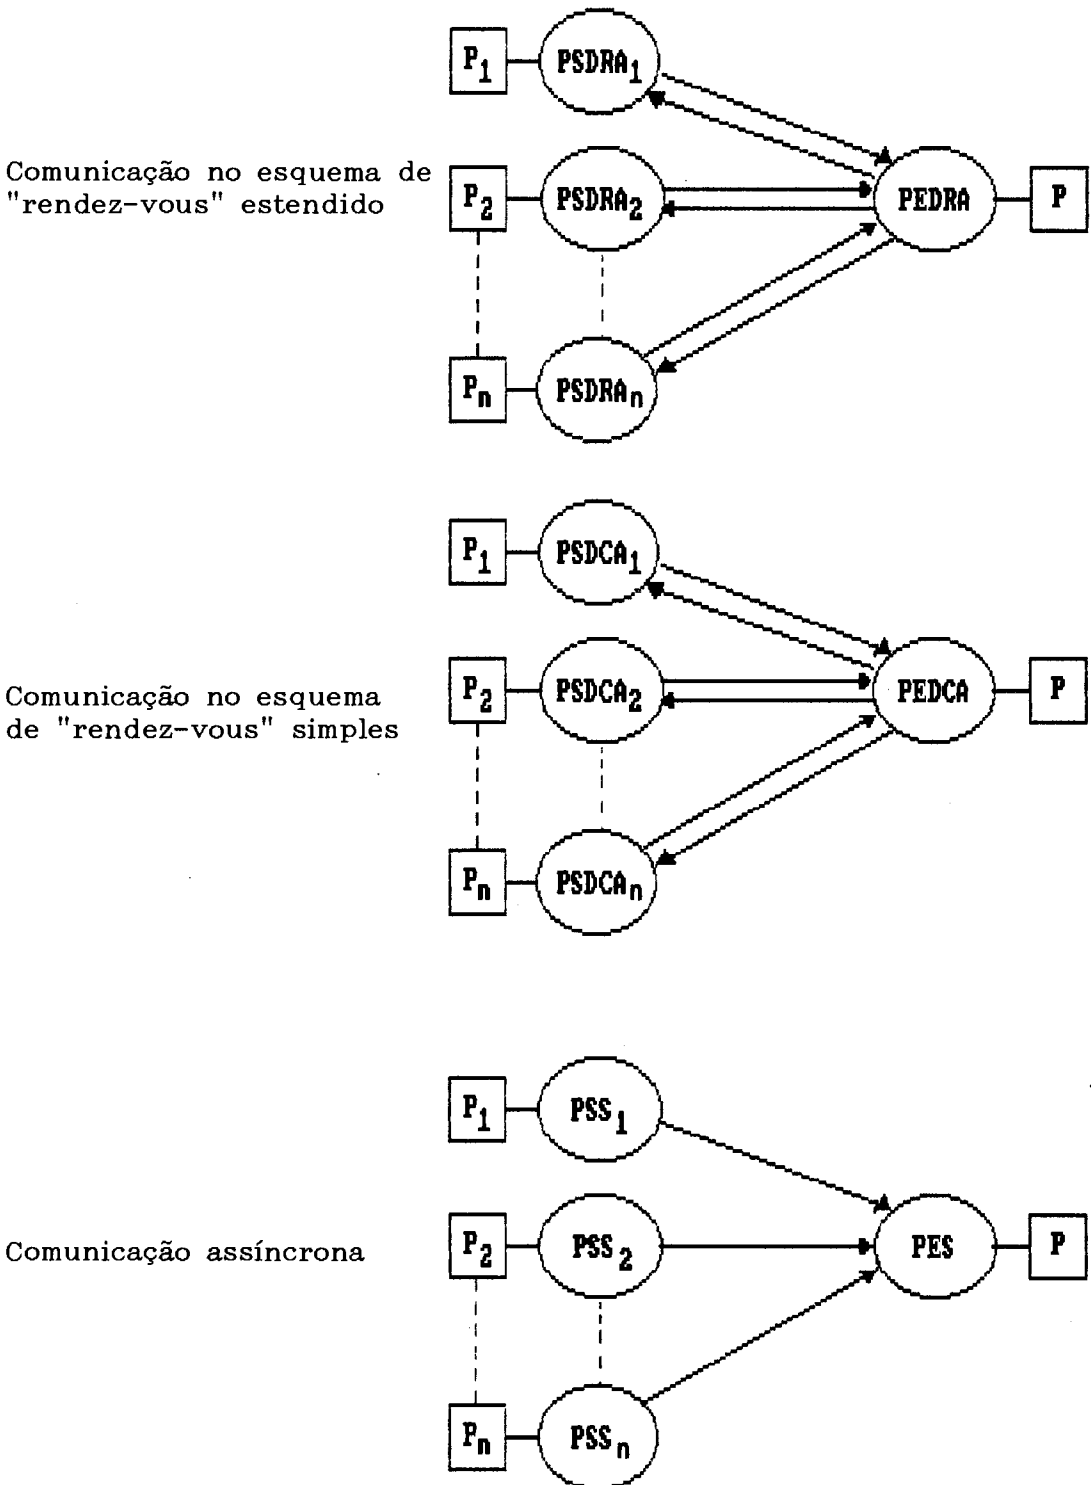 P1 PSDRA1
Comunicação no esquema de
"rendez-vous" estendido
P2 PSDRA2 PEDRA P
Pn PSDRAn
P1 PSDCA1
Comunicação no esquema
de "rendez-vous" simples
P2 PSDCA2 PEDCA P
Pn PSDCAn
P1 PSS1
Comunicação assíncrona
P2 PSS2 PES P
Pn PSSn